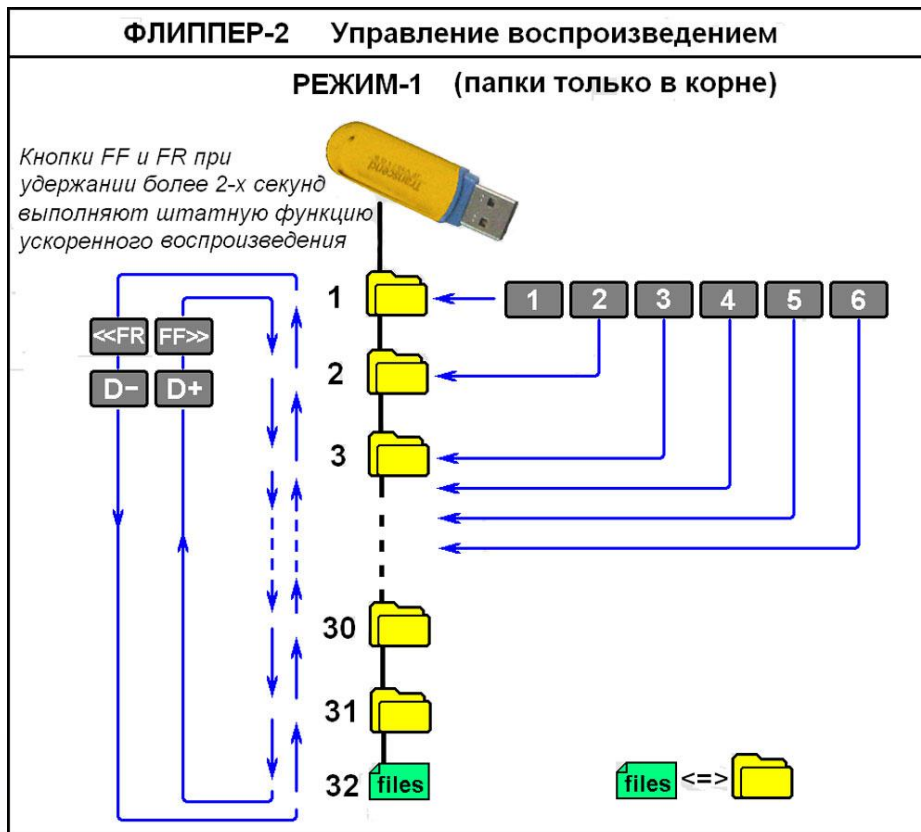 ФЛИППЕР-2 Управление воспроизведением
РЕЖИМ-1 (папки только в корне)
Кнопки FF и FR при
удержании более 2-х секунд
выполняют штатную функцию
ускоренного воспроизведения
Transcend
1
1 2 3 4 5 6
<<FR FF>>
D− D+
2
3
30
31
32 files
files <=>